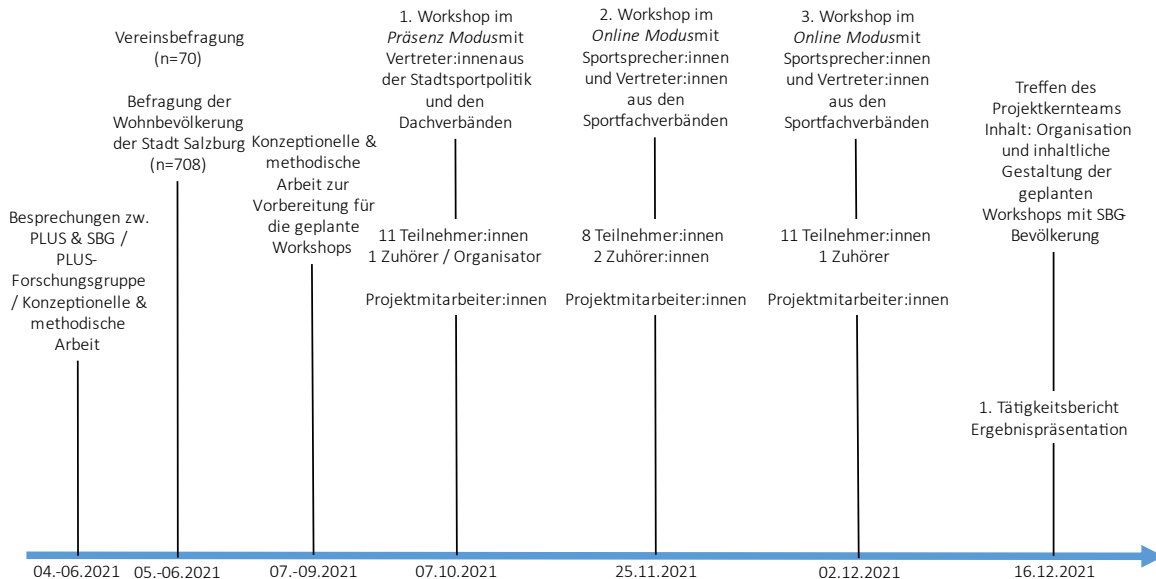 Besprechungen zw.
PLUS & SBG /
PLUS-
Forschungsgruppe
/ Konzeptionelle &
methodische
Arbeit
Vereinsbefragung
(n=70)
Befragung der
Wohnbevölkerung
der Stadt Salzburg
(n=708)
Konzeptionelle &
methodische
Arbeit zur
Vorbereitung für
die geplante
Workshops
1. Workshop im
Präsenz Modusmit
Vertreter:innenaus
der Stadtsportpolitik
und den
Dachverbänden
11 Teilnehmer:innen
1 Zuhörer / Organisator
Projektmitarbeiter:innen
2. Workshop im
Online Modusmit
Sportsprecher:innen
und Vertreter:innen
aus den
Sportfachverbänden
8 Teilnehmer:innen
2 Zuhörer:innen
Projektmitarbeiter:innen
3. Workshop im
Online Modusmit
Sportsprecher:innen
und Vertreter:innen
aus den
Sportfachverbänden
11 Teilnehmer:innen
1 Zuhörer
Projektmitarbeiter:innen
Treffen des
Projektkernteams
Inhalt: Organisation
und inhaltliche
Gestaltung der
geplanten
Workshops mit SBG-
Bevölkerung
1. Tätigkeitsbericht
Ergebnispräsentation
04.-06.2021 05.-06.2021 07.-09.2021 07.10.2021 25.11.2021 02.12.2021 16.12.2021